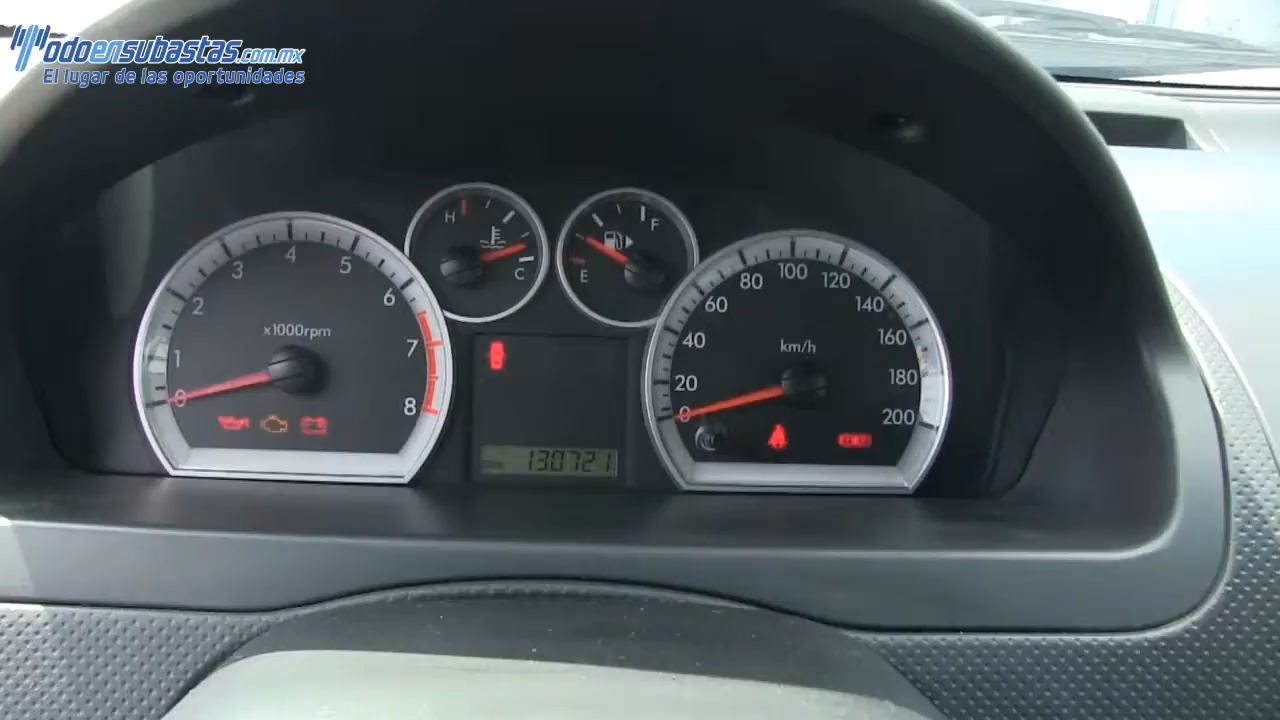 Todoensubastas.com.mx
El lugar de las oportunidades
H
C
F
E
0
1
2
3
4
5
6
7
8
x1000rpm
0
20
40
60
80
100
120
140
160
180
200
km/h
130721